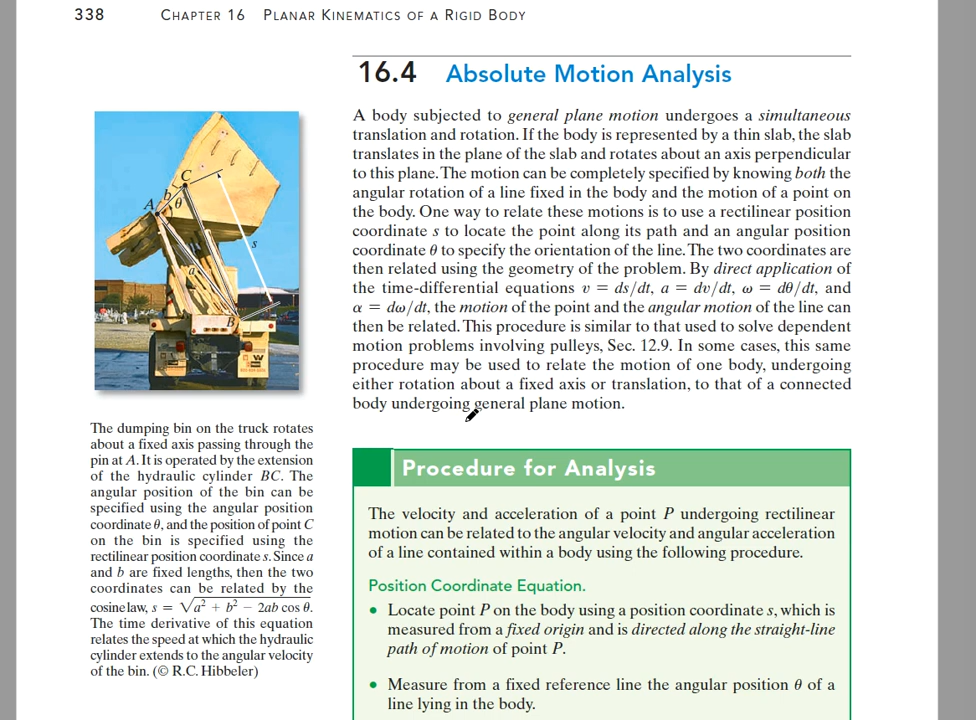 338 CHAPTER 16 PLANAR KINEMATICS OF A RIGID BODY
16.4 Absolute Motion Analysis
A body subjected to general plane motion undergoes a simultaneous
translation and rotation. If the body is represented by a thin slab, the slab
translates in the plane of the slab and rotates about an axis perpendicular
to this plane. The motion can be completely specified by knowing both the
angular rotation of a line fixed in the body and the motion of a point on
the body. One way to relate these motions is to use a rectilinear position
coordinate s to locate the point along its path and an angular position
coordinate θ to specify the orientation of the line. The two coordinates are
then related using the geometry of the problem. By direct application of
the time-differential equations v = ds/dt, a = dv/dt, ω = dθ/dt, and
α = dω/dt, the motion of the point and the angular motion of the line can
then be related. This procedure is similar to that used to solve dependent
motion problems involving pulleys, Sec. 12.9. In some cases, this same
procedure may be used to relate the motion of one body, undergoing
either rotation about a fixed axis or translation, to that of a connected
body undergoing general plane motion.
C
b
A
θ
s
a
B
W
The dumping bin on the truck rotates
about a fixed axis passing through the
pin at A. It is operated by the extension
of the hydraulic cylinder BC. The
angular position of the bin can be
specified using the angular position
coordinate θ, and the position of point C
on the bin is specified using the
rectilinear position coordinate s. Since a
and b are fixed lengths, then the two
coordinates can be related by the
cosine law, s = √a² + b² − 2ab cos θ.
The time derivative of this equation
relates the speed at which the hydraulic
cylinder extends to the angular velocity
of the bin. (© R.C. Hibbeler)
Procedure for Analysis
The velocity and acceleration of a point P undergoing rectilinear
motion can be related to the angular velocity and angular acceleration
of a line contained within a body using the following procedure.
Position Coordinate Equation.
• Locate point P on the body using a position coordinate s, which is
measured from a fixed origin and is directed along the straight-line
path of motion of point P.
• Measure from a fixed reference line the angular position θ of a
line lying in the body.